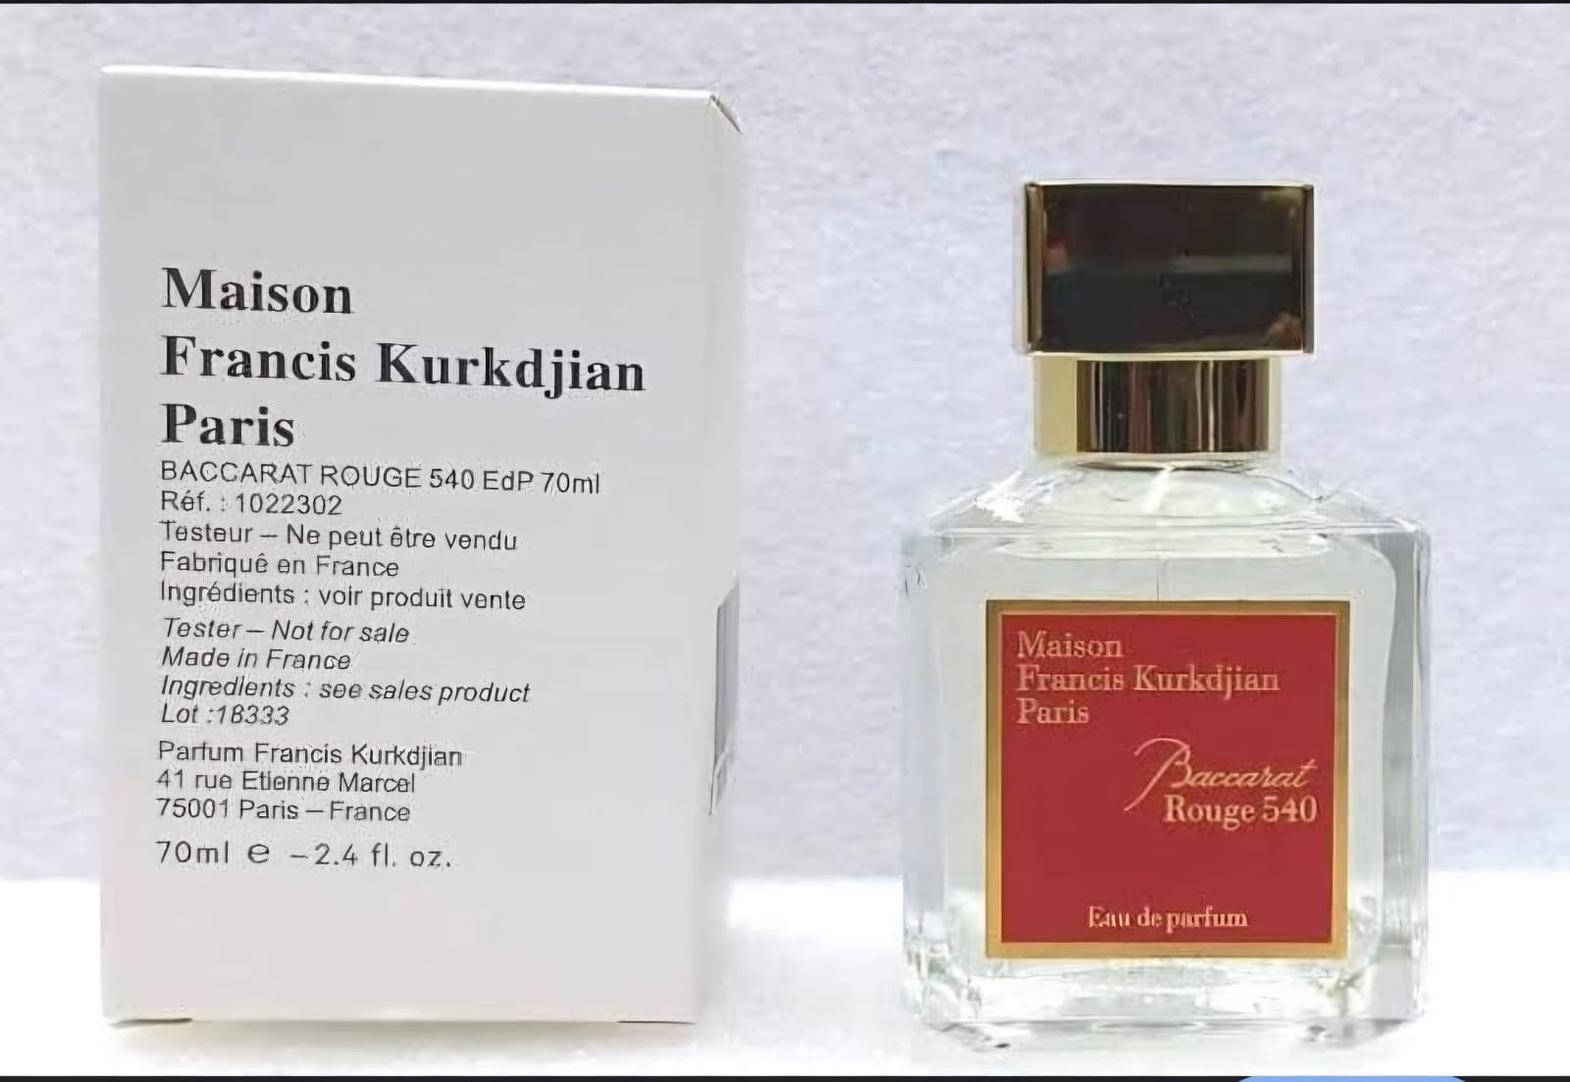 Maison
Francis Kurkdjian
Paris
BACCARAT ROUGE 540 EdP 70ml
Réf. : 1022302
Testeur – Ne peut être vendu
Fabriqué en France
Ingrédients : voir produit vente
Tester – Not for sale
Made in France
Ingredients : see sales product
Lot :18333
Parfum Francis Kurkdjian
41 rue Etienne Marcel
75001 Paris – France
70ml e – 2.4 fl. oz.
Maison
Francis Kurkdjian
Paris
Baccarat
Rouge 540
Eau de parfum